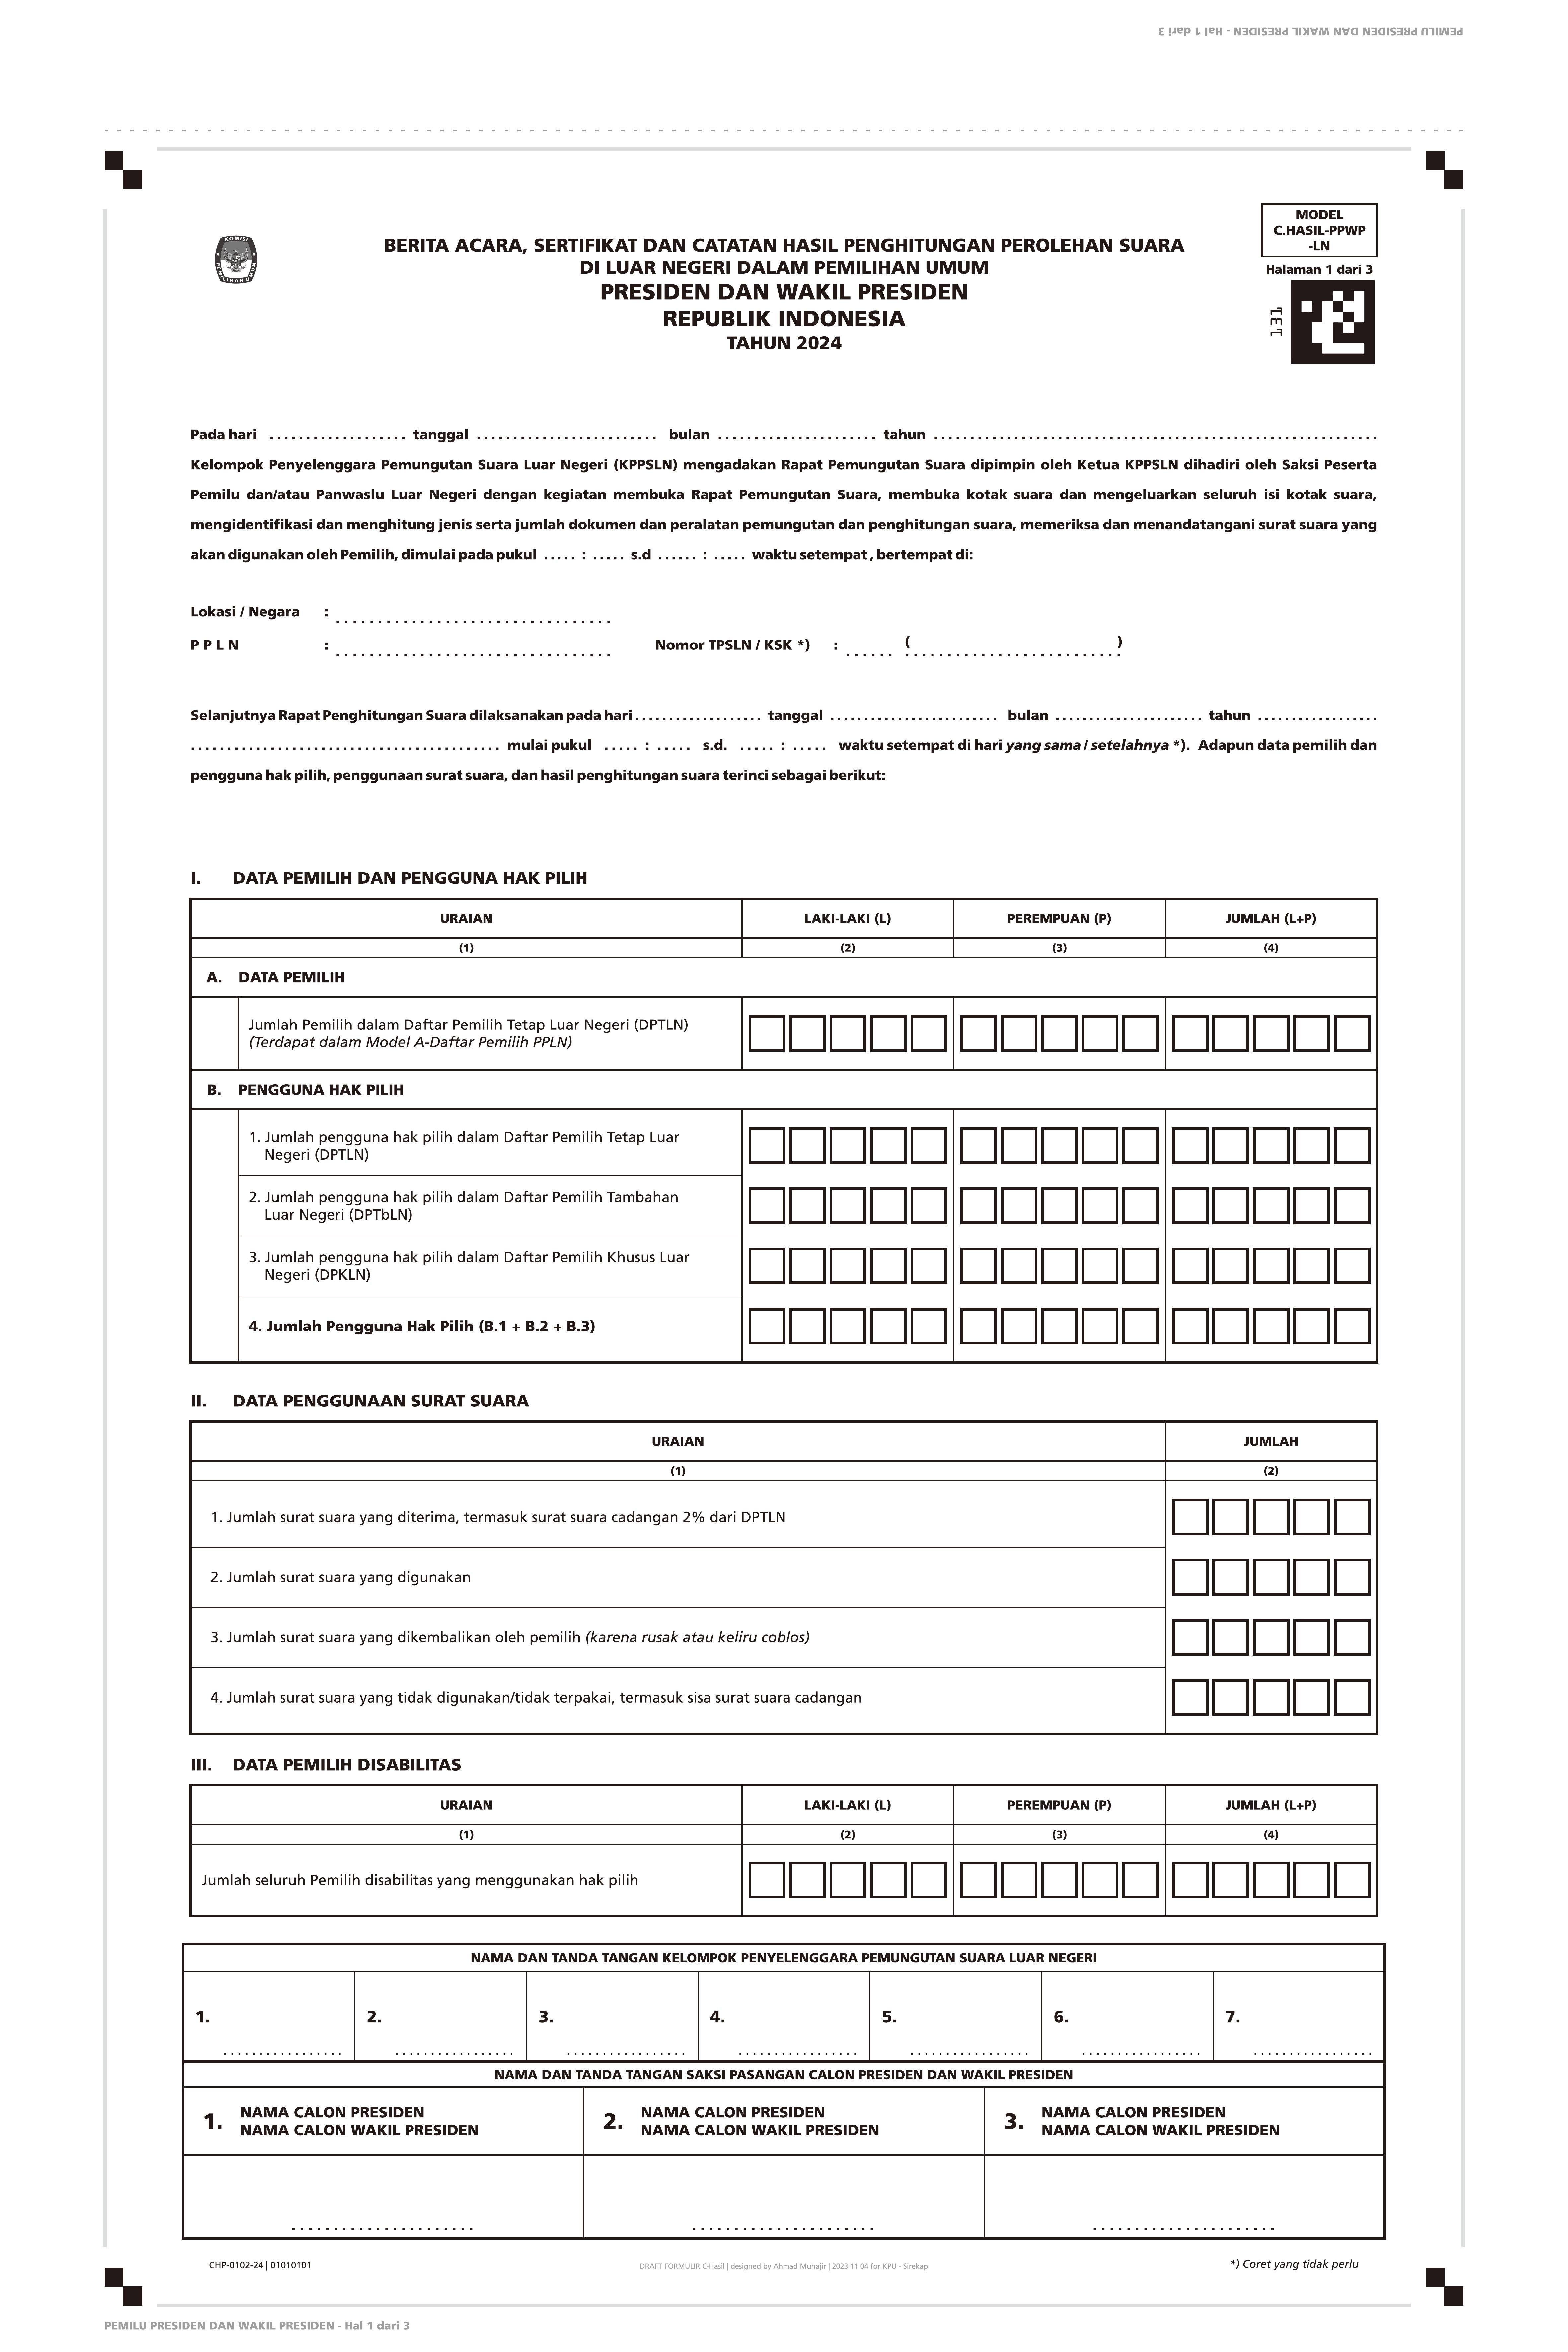 PEMILU PRESIDEN DAN WAKIL PRESIDEN - Hal 1 dari 3
MODEL
C.HASIL-PPWP
-LN
Halaman 1 dari 3
131
KOMISI
PEMILIHAN UMUM
BERITA ACARA, SERTIFIKAT DAN CATATAN HASIL PENGHITUNGAN PEROLEHAN SUARA
DI LUAR NEGERI DALAM PEMILIHAN UMUM
PRESIDEN DAN WAKIL PRESIDEN
REPUBLIK INDONESIA
TAHUN 2024
Pada hari ................... tanggal ......................... bulan ...................... tahun .............................................................
Kelompok Penyelenggara Pemungutan Suara Luar Negeri (KPPSLN) mengadakan Rapat Pemungutan Suara dipimpin oleh Ketua KPPSLN dihadiri oleh Saksi Peserta
Pemilu dan/atau Panwaslu Luar Negeri dengan kegiatan membuka Rapat Pemungutan Suara, membuka kotak suara dan mengeluarkan seluruh isi kotak suara,
mengidentifikasi dan menghitung jenis serta jumlah dokumen dan peralatan pemungutan dan penghitungan suara, memeriksa dan menandatangani surat suara yang
akan digunakan oleh Pemilih, dimulai pada pukul ..... : ..... s.d ...... : ..... waktu setempat , bertempat di:
Lokasi / Negara : .................................
P P L N : ................................. Nomor TPSLN / KSK *) : ...... (..........................)
Selanjutnya Rapat Penghitungan Suara dilaksanakan pada hari .................. tanggal ....................... bulan .................... tahun .................
........................................... mulai pukul ..... : ..... s.d. ..... : ..... waktu setempat di hari yang sama / setelahnya *). Adapun data pemilih dan
pengguna hak pilih, penggunaan surat suara, dan hasil penghitungan suara terinci sebagai berikut:
I. DATA PEMILIH DAN PENGGUNA HAK PILIH
URAIAN LAKI-LAKI (L) PEREMPUAN (P) JUMLAH (L+P)
(1) (2) (3) (4)
A. DATA PEMILIH
Jumlah Pemilih dalam Daftar Pemilih Tetap Luar Negeri (DPTLN)
(Terdapat dalam Model A-Daftar Pemilih PPLN)
B. PENGGUNA HAK PILIH
1. Jumlah pengguna hak pilih dalam Daftar Pemilih Tetap Luar
Negeri (DPTLN)
2. Jumlah pengguna hak pilih dalam Daftar Pemilih Tambahan
Luar Negeri (DPTbLN)
3. Jumlah pengguna hak pilih dalam Daftar Pemilih Khusus Luar
Negeri (DPKLN)
4. Jumlah Pengguna Hak Pilih (B.1 + B.2 + B.3)
II. DATA PENGGUNAAN SURAT SUARA
URAIAN JUMLAH
(1) (2)
1. Jumlah surat suara yang diterima, termasuk surat suara cadangan 2% dari DPTLN
2. Jumlah surat suara yang digunakan
3. Jumlah surat suara yang dikembalikan oleh pemilih (karena rusak atau keliru coblos)
4. Jumlah surat suara yang tidak digunakan/tidak terpakai, termasuk sisa surat suara cadangan
III. DATA PEMILIH DISABILITAS
URAIAN LAKI-LAKI (L) PEREMPUAN (P) JUMLAH (L+P)
(1) (2) (3) (4)
Jumlah seluruh Pemilih disabilitas yang menggunakan hak pilih
NAMA DAN TANDA TANGAN KELOMPOK PENYELENGGARA PEMUNGUTAN SUARA LUAR NEGERI
1. 2. 3. 4. 5. 6. 7.
................. ................. ................. ................. ................. ................. .................
NAMA DAN TANDA TANGAN SAKSI PASANGAN CALON PRESIDEN DAN WAKIL PRESIDEN
1. NAMA CALON PRESIDEN
NAMA CALON WAKIL PRESIDEN
2. NAMA CALON PRESIDEN
NAMA CALON WAKIL PRESIDEN
3. NAMA CALON PRESIDEN
NAMA CALON WAKIL PRESIDEN
...................... ...................... ......................
CHP-0102-24 | 01010101
DRAFT FORMULIR C-Hasil | designed by Ahmad Muhajir | 2023 11 04 for KPU - Sirekap
*) Coret yang tidak perlu
PEMILU PRESIDEN DAN WAKIL PRESIDEN - Hal 1 dari 3